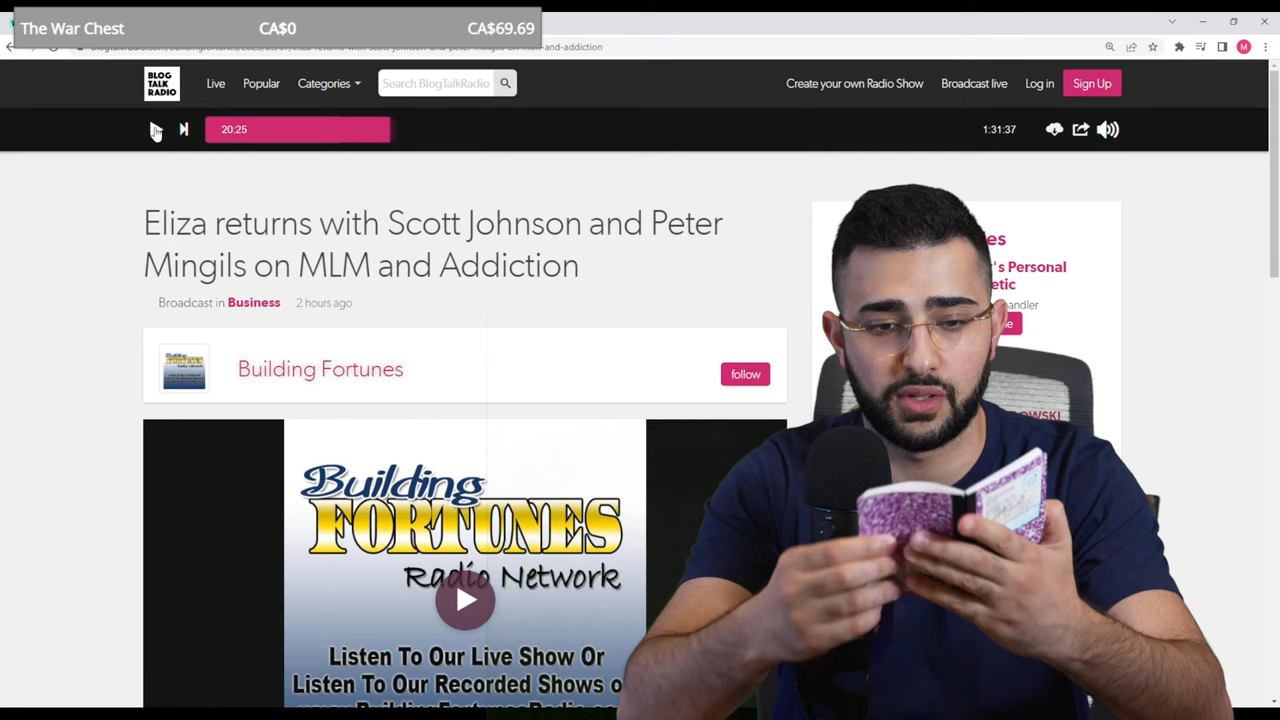 The War Chest CA$0 CA$69.69
BLOG TALK RADIO
Live Popular Categories Search BlogTalkRadio Create your own Radio Show Broadcast live Log in Sign Up
20:25 1:31:37
Eliza returns with Scott Johnson and Peter
Mingils on MLM and Addiction
Broadcast in Business 2 hours ago
Building Fortunes follow
Building
FORTUNES
Radio Network
Listen To Our Live Show Or
Listen To Our Recorded Shows
's Personal